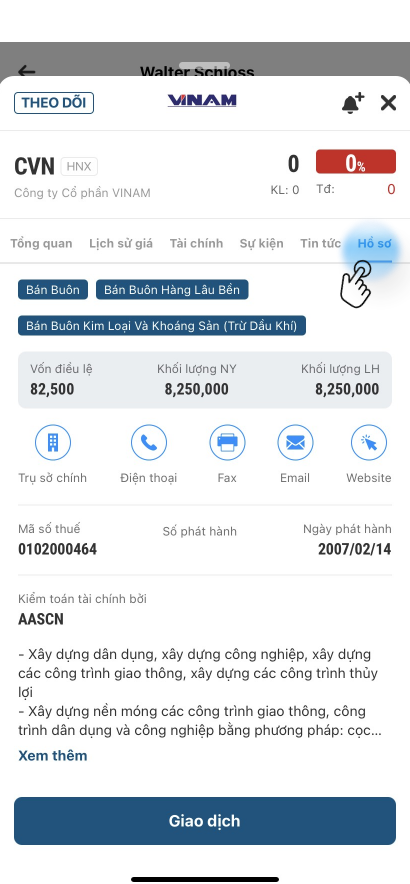 Walter Schloss
THEO DÕI
VINAM
CVN HNX
0
0%
Công ty Cổ phần VINAM
KL: 0
Tđ: 0
Tổng quan Lịch sử giá Tài chính Sự kiện Tin tức Hồ sơ
Bán Buôn Bán Buôn Hàng Lâu Bền
Bán Buôn Kim Loại Và Khoáng Sản (Trừ Dầu Khí)
Vốn điều lệ Khối lượng NY Khối lượng LH
82,500 8,250,000 8,250,000
Trụ sở chính Điện thoại Fax Email Website
Mã số thuế Số phát hành Ngày phát hành
0102000464 2007/02/14
Kiểm toán tài chính bởi
AASCN
- Xây dựng dân dụng, xây dựng công nghiệp, xây dựng
các công trình giao thông, xây dựng các công trình thủy
lợi
- Xây dựng nền móng các công trình giao thông, công
trình dân dụng và công nghiệp bằng phương pháp: cọc...
Xem thêm
Giao dịch